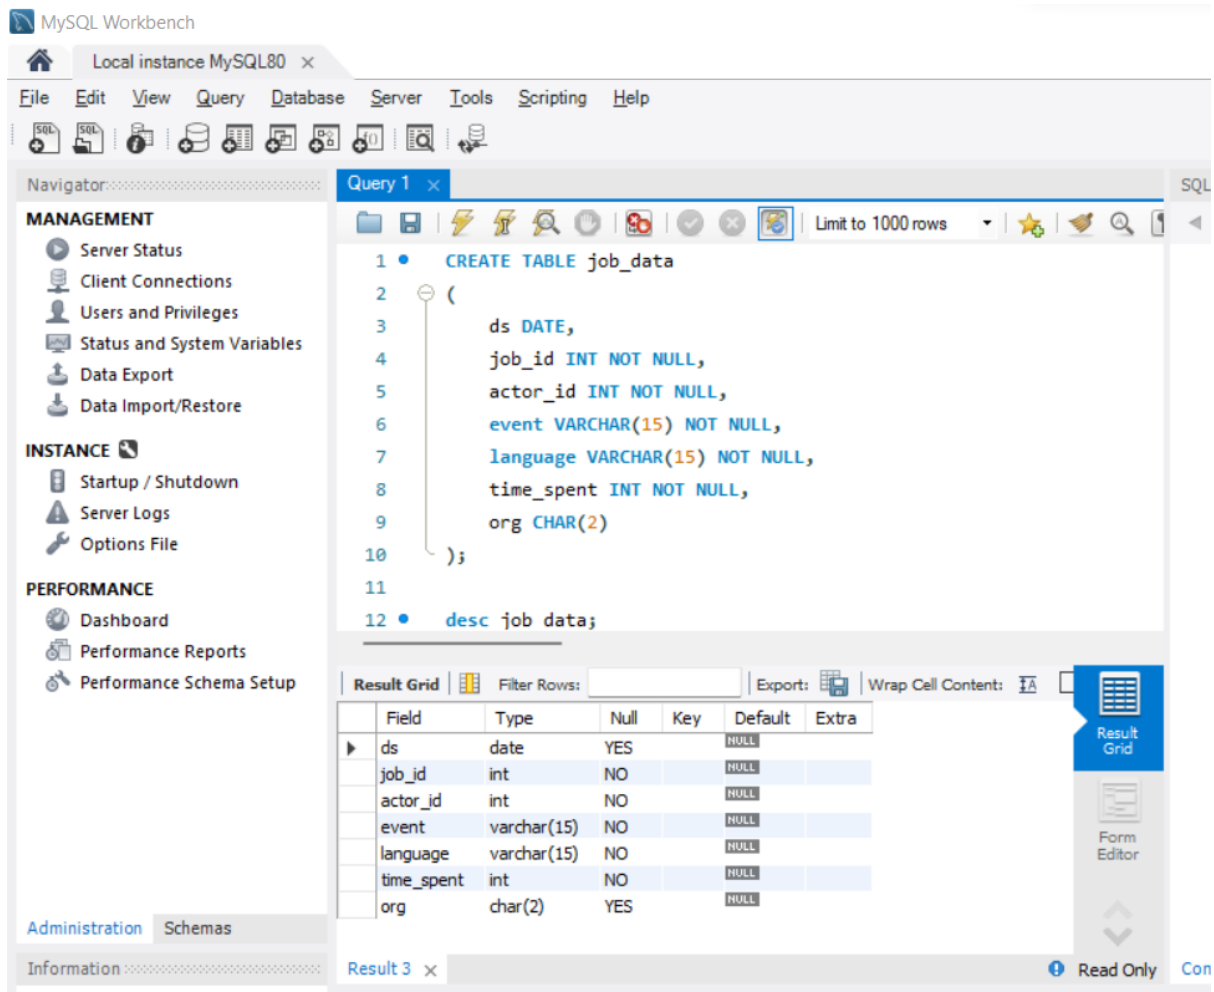 MySQL Workbench
Local instance MySQL80
File Edit View Query Database Server Tools Scripting Help
Navigator
MANAGEMENT
Server Status
Client Connections
Users and Privileges
Status and System Variables
Data Export
Data Import/Restore
INSTANCE
Startup / Shutdown
Server Logs
Options File
PERFORMANCE
Dashboard
Performance Reports
Performance Schema Setup
Administration Schemas
Information
Query 1
Limit to 1000 rows
1 CREATE TABLE job_data
2 (
3 ds DATE,
4 job_id INT NOT NULL,
5 actor_id INT NOT NULL,
6 event VARCHAR(15) NOT NULL,
7 language VARCHAR(15) NOT NULL,
8 time_spent INT NOT NULL,
9 org CHAR(2)
10 );
11
12 desc job data;
Result Grid Filter Rows: Export: Wrap Cell Content:
Field Type Null Key Default Extra
ds date YES NULL
job_id int NO NULL
actor_id int NO NULL
event varchar(15) NO NULL
language varchar(15) NO NULL
time_spent int NO NULL
org char(2) YES NULL
Result
Grid
Form
Editor
Result 3
Read Only
SQL
Con